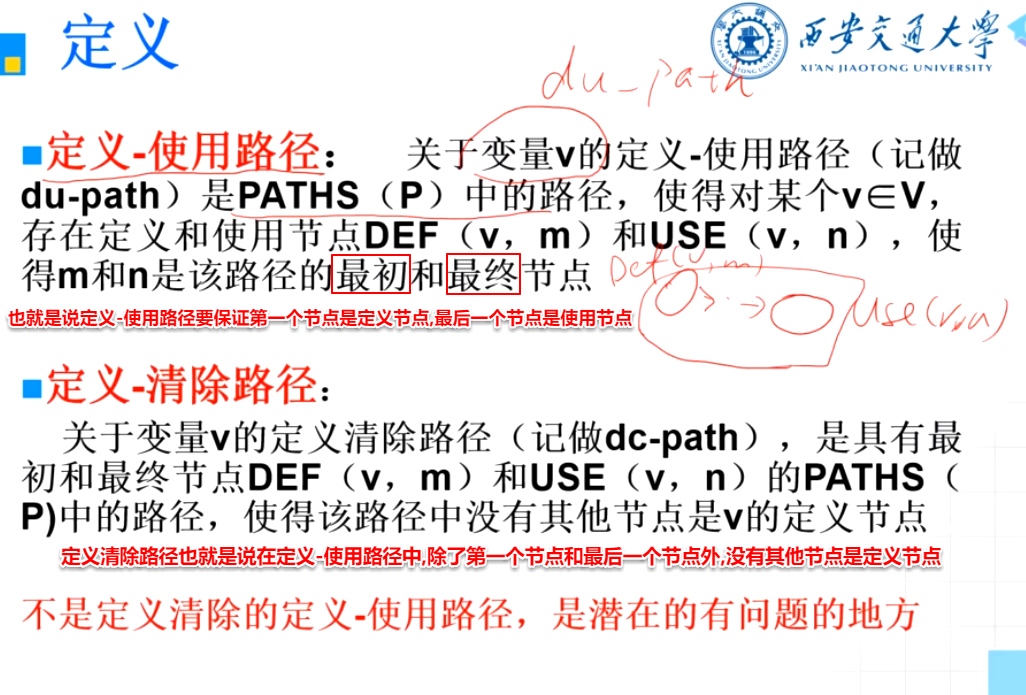 定义
西安交通大学
XI'AN JIAOTONG UNIVERSITY
du-path
■定义-使用路径： 关于变量v的定义-使用路径（记做
du-path）是PATHS（P）中的路径，使得对某个v∈V，
存在定义和使用节点DEF（v，m）和USE（v，n），使
得m和n是该路径的最初和最终节点
Def(v,m)
Use(v,n)
也就是说定义-使用路径要保证第一个节点是定义节点,最后一个节点是使用节点
■定义-清除路径：
关于变量v的定义清除路径（记做dc-path），是具有最
初和最终节点DEF（v，m）和USE（v，n）的PATHS（
P)中的路径，使得该路径中没有其他节点是v的定义节点
定义清除路径也就是说在定义-使用路径中,除了第一个节点和最后一个节点外,没有其他节点是定义节点
不是定义清除的定义-使用路径，是潜在的有问题的地方